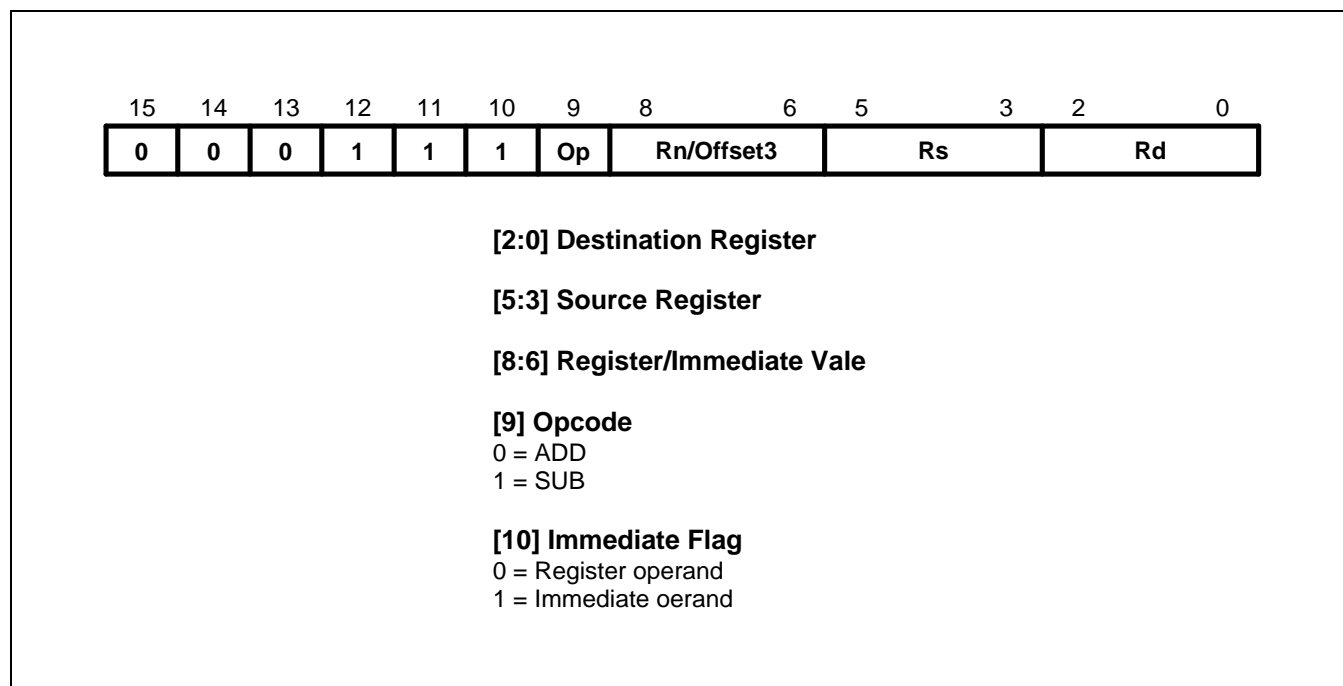 15 14 13 12 11 10 9 8 6 5 3 2 0
0 0 0 1 1 1 Op Rn/Offset3 Rs Rd
[2:0] Destination Register
[5:3] Source Register
[8:6] Register/Immediate Vale
[9] Opcode
0 = ADD
1 = SUB
[10] Immediate Flag
0 = Register operand
1 = Immediate oerand